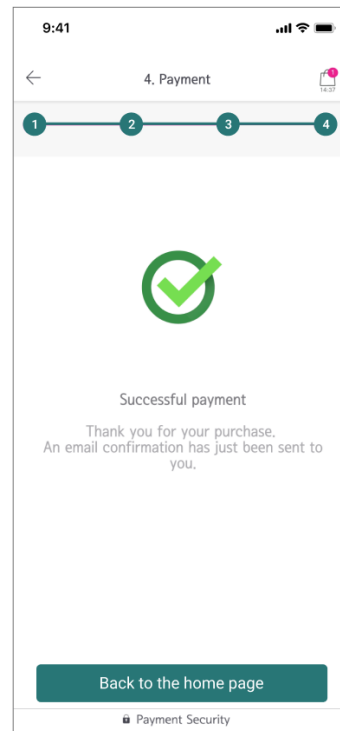 9:41
4. Payment
1
14:37
1
2
3
4
Successful payment
Thank you for your purchase.
An email confirmation has just been sent to
you.
Back to the home page
Payment Security